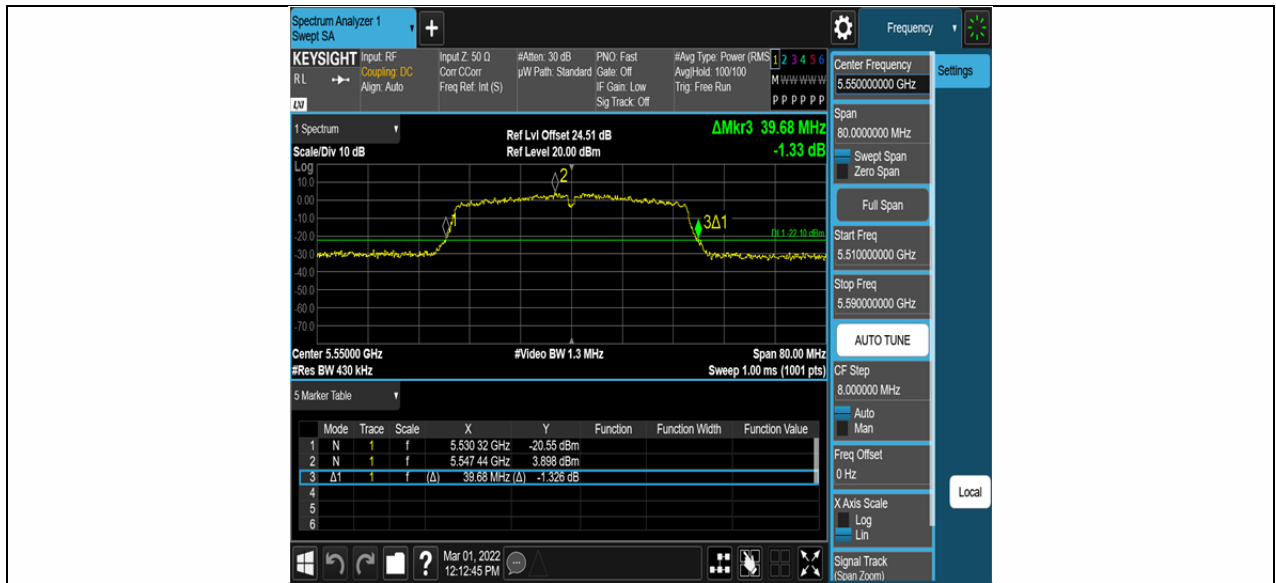 Spectrum Analyzer 1
Swept SA
+
Frequency
KEYSIGHT
RL
LXI
Input: RF
Coupling: DC
Align: Auto
Input Z: 50 Ω
Corr CCorr
Freq Ref: Int (S)
#Atten: 30 dB
µW Path: Standard
PNO: Fast
Gate: Off
IF Gain: Low
Sig Track: Off
#Avg Type: Power (RMS
Avg|Hold: 100/100
Trig: Free Run
1 2 3 4 5 6
M W W W W W
P P P P P P
1 Spectrum
Scale/Div 10 dB
Ref Lvl Offset 24.51 dB
Ref Level 20.00 dBm
ΔMkr3 39.68 MHz
-1.33 dB
Log
10.0
0.00
-10.0
-20.0
-30.0
-40.0
-50.0
-60.0
-70.0
1
2
3Δ1
DL1 -22.10 dBm
Center 5.55000 GHz
#Video BW 1.3 MHz
Span 80.00 MHz
#Res BW 430 kHz
Sweep 1.00 ms (1001 pts)
5 Marker Table
Mode Trace Scale X Y Function Function Width Function Value
1 N 1 f 5.530 32 GHz -20.55 dBm
2 N 1 f 5.547 44 GHz 3.898 dBm
3 Δ1 1 f (Δ) 39.68 MHz (Δ) -1.326 dB
4
5
6
?
Mar 01, 2022
12:12:45 PM
Center Frequency
5.550000000 GHz
Settings
Span
80.0000000 MHz
Swept Span
Zero Span
Full Span
Start Freq
5.510000000 GHz
Stop Freq
5.590000000 GHz
AUTO TUNE
CF Step
8.000000 MHz
Auto
Man
Freq Offset
0 Hz
Local
X Axis Scale
Log
Lin
Signal Track
(Span Zoom)